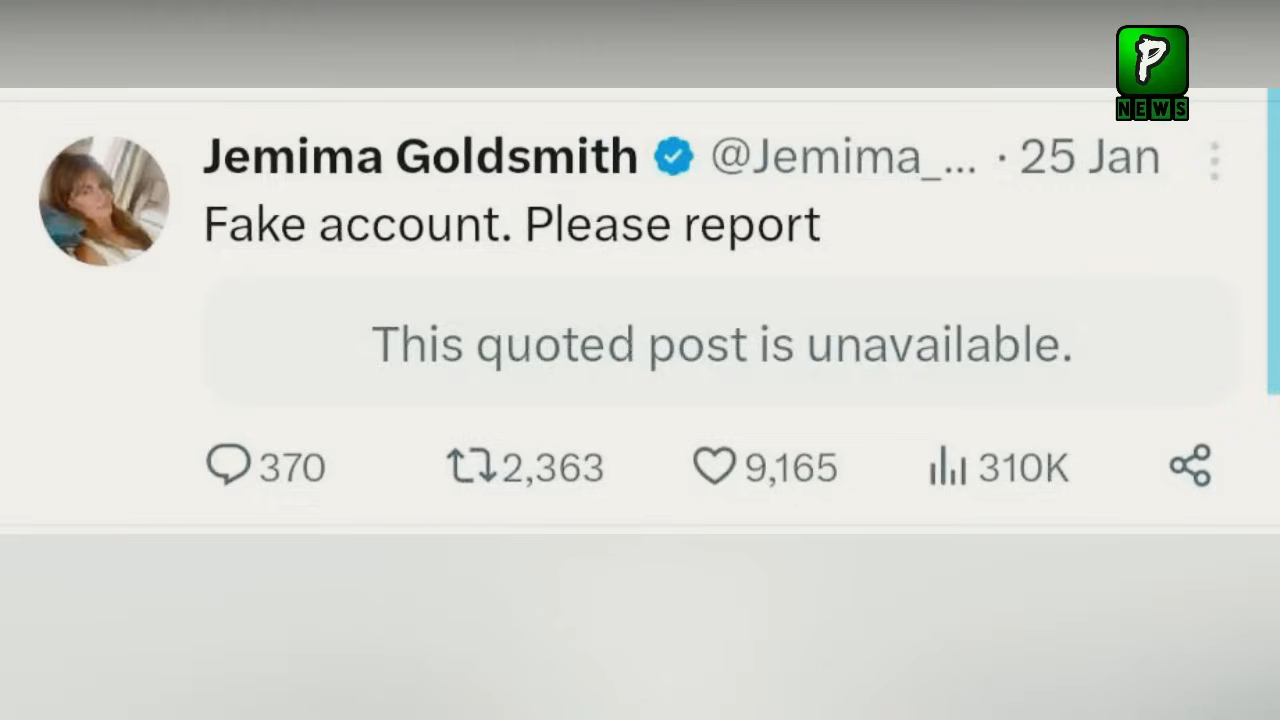 P
NEWS
Jemima Goldsmith @Jemima_... · 25 Jan
Fake account. Please report
This quoted post is unavailable.
370 2,363 9,165 310K